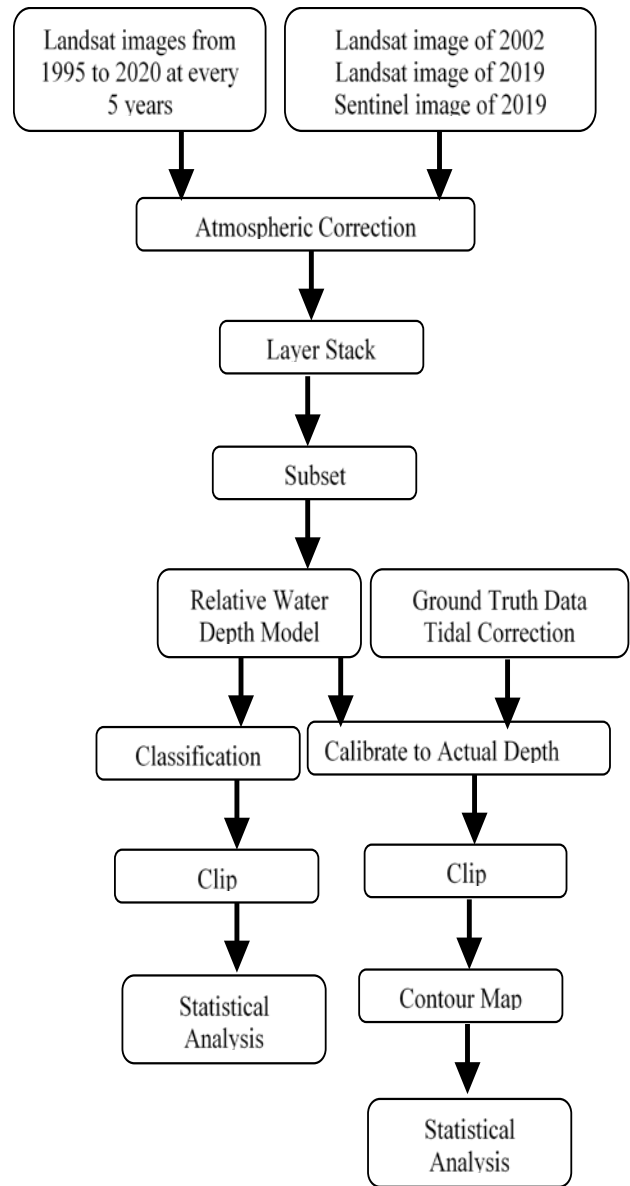 Landsat images from
1995 to 2020 at every
5 years
Landsat image of 2002
Landsat image of 2019
Sentinel image of 2019
Atmospheric Correction
Layer Stack
Subset
Relative Water
Depth Model
Ground Truth Data
Tidal Correction
Classification
Calibrate to Actual Depth
Clip
Clip
Statistical
Analysis
Contour Map
Statistical
Analysis